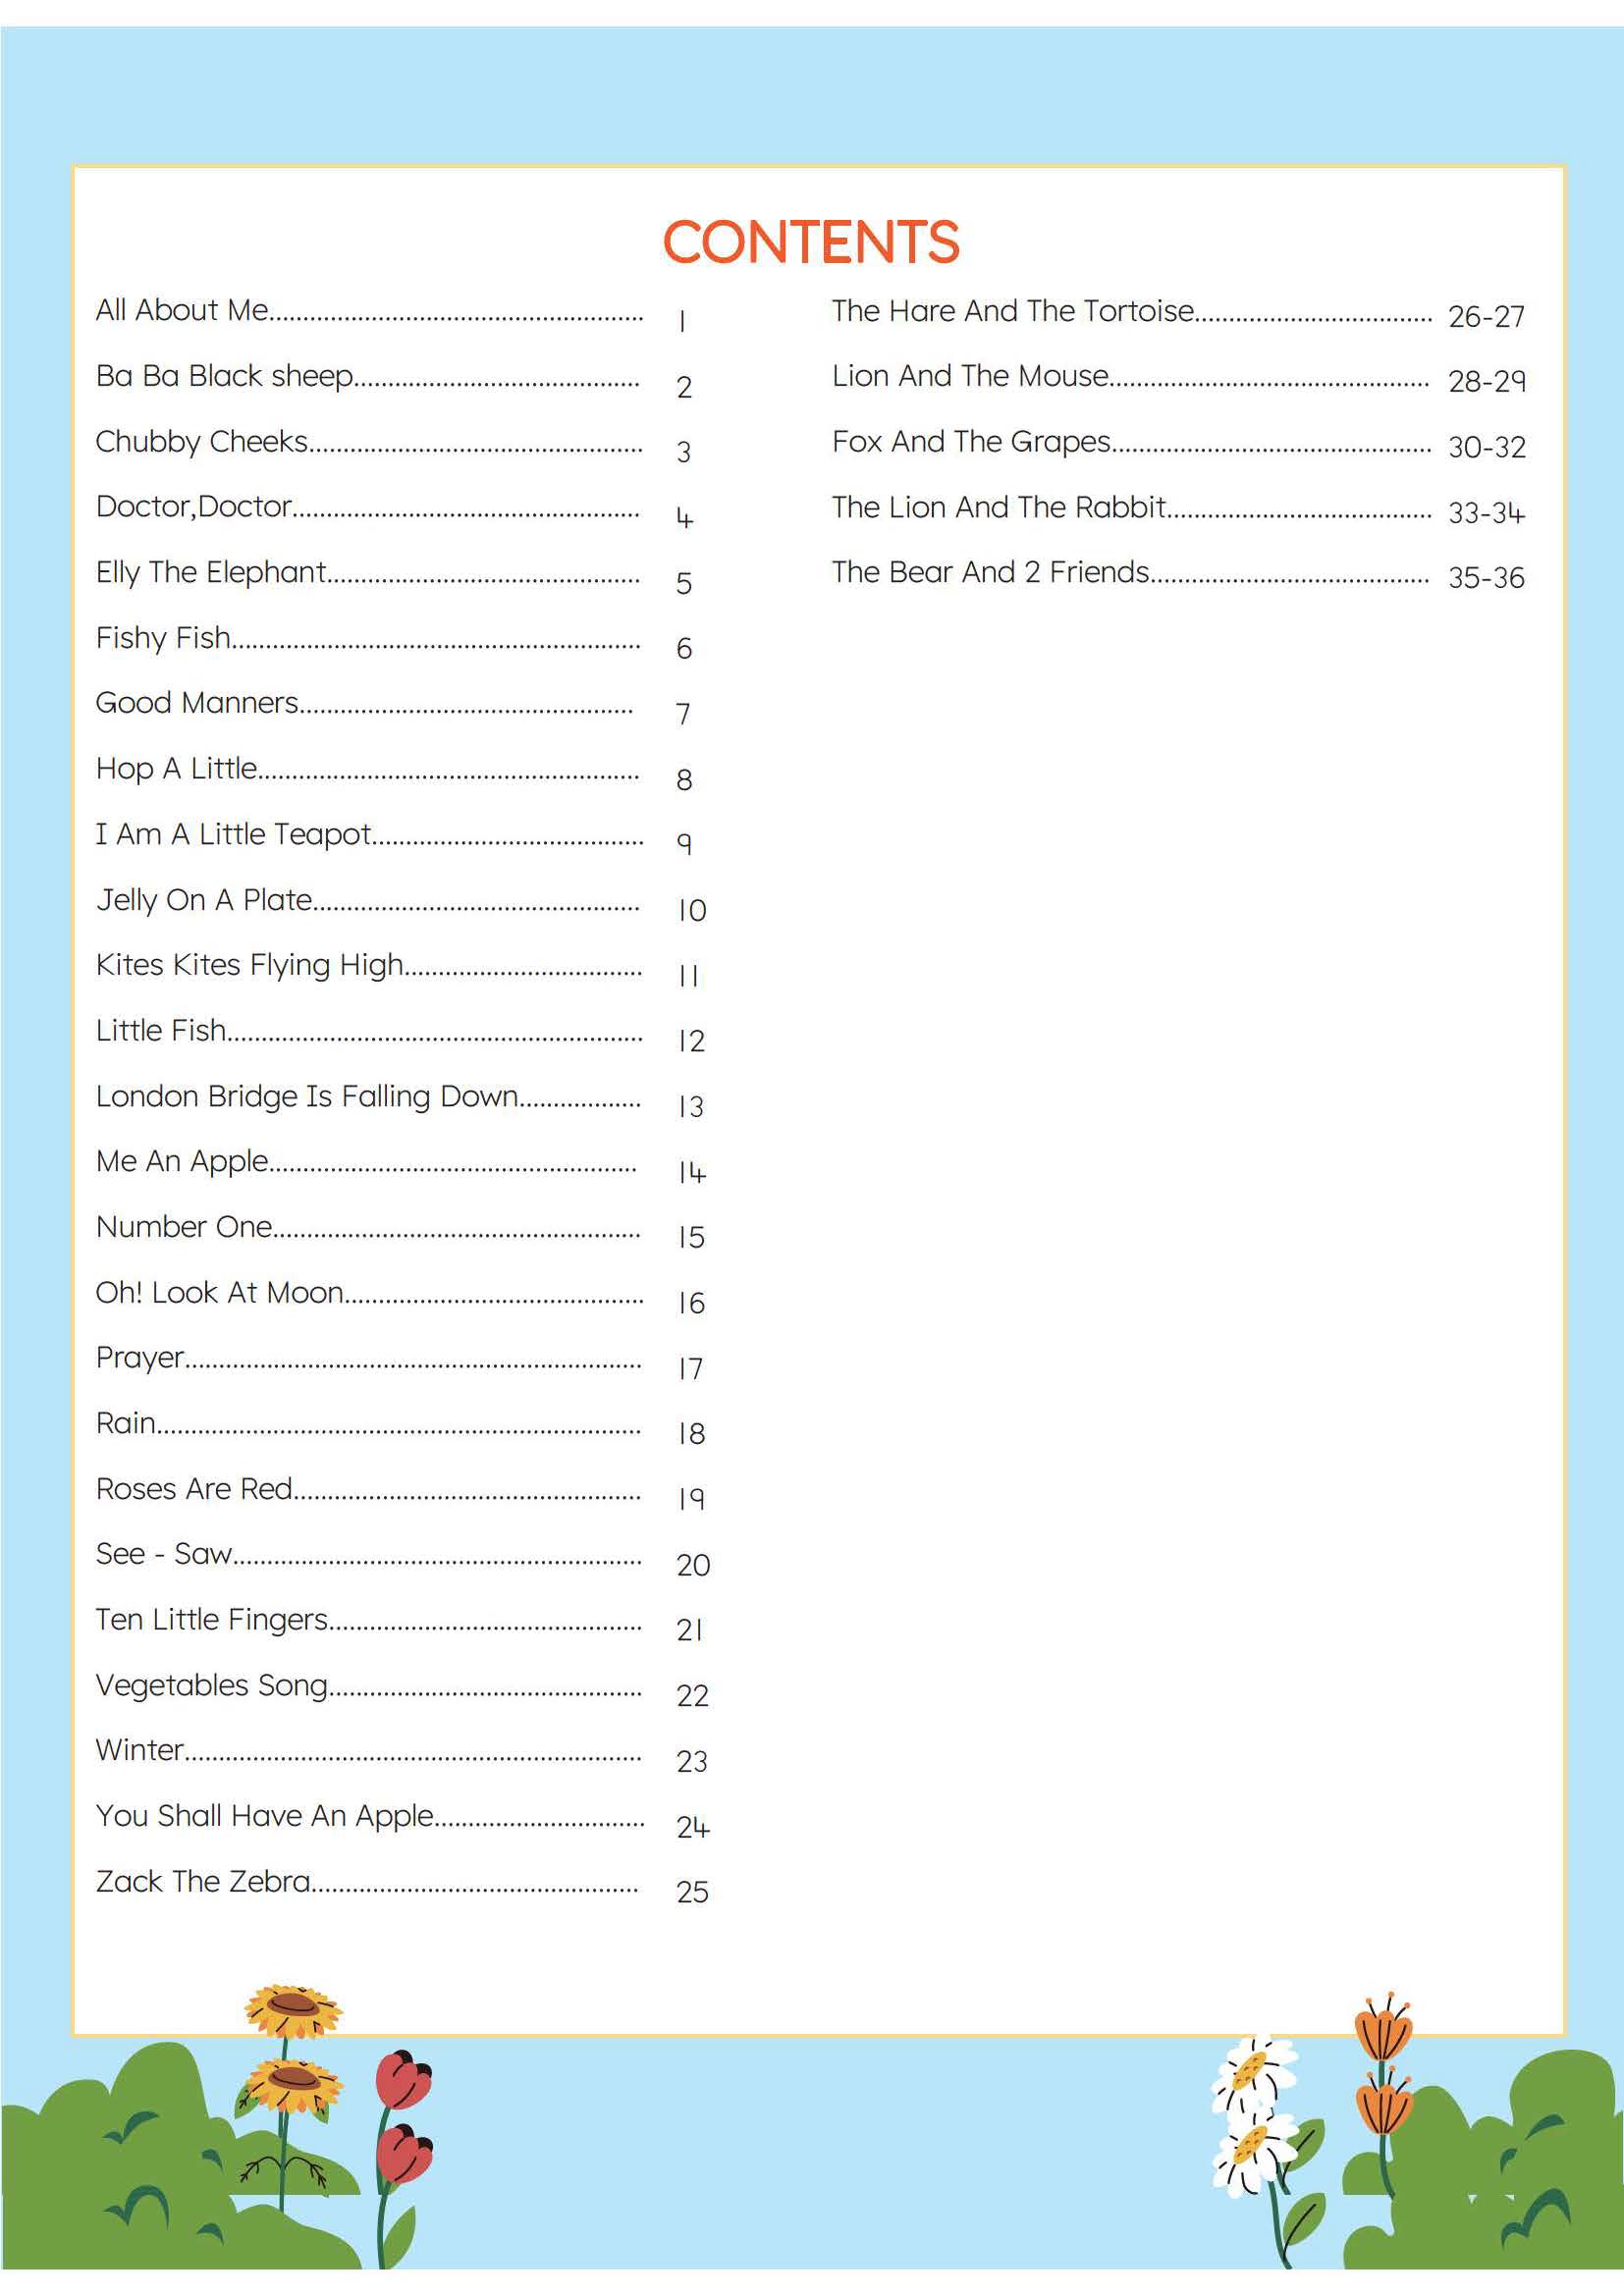 CONTENTS
All About Me....................................................... 1
Ba Ba Black sheep.......................................... 2
Chubby Cheeks................................................. 3
Doctor,Doctor................................................... 4
Elly The Elephant.............................................. 5
Fishy Fish............................................................ 6
Good Manners................................................. 7
Hop A Little........................................................ 8
I Am A Little Teapot........................................ 9
Jelly On A Plate................................................ 10
Kites Kites Flying High................................... 11
Little Fish............................................................. 12
London Bridge Is Falling Down.................. 13
Me An Apple...................................................... 14
Number One...................................................... 15
Oh! Look At Moon............................................ 16
Prayer................................................................... 17
Rain....................................................................... 18
Roses Are Red................................................... 19
See - Saw............................................................ 20
Ten Little Fingers.............................................. 21
Vegetables Song.............................................. 22
Winter................................................................... 23
You Shall Have An Apple............................... 24
Zack The Zebra................................................ 25
The Hare And The Tortoise................................... 26-27
Lion And The Mouse............................................... 28-29
Fox And The Grapes............................................... 30-32
The Lion And The Rabbit....................................... 33-34
The Bear And 2 Friends......................................... 35-36